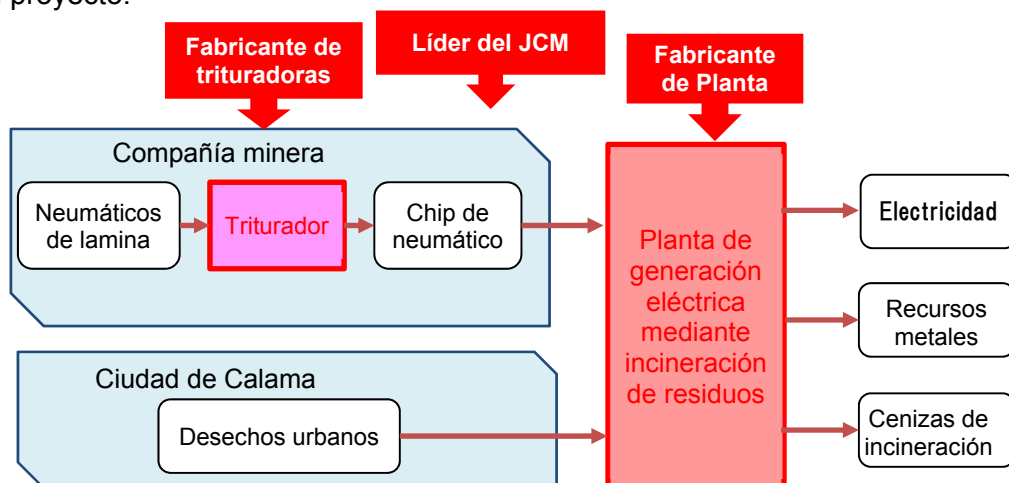 proyecto.
Fabricante de
trituradoras
Líder del JCM
Fabricante
de Planta
Compañía minera
Neumáticos
de lamina
Triturador
Chip de
neumático
Planta de
generación
eléctrica
mediante
incineración
de residuos
Electricidad
Recursos
metales
Cenizas de
incineración
Ciudad de Calama
Desechos urbanos